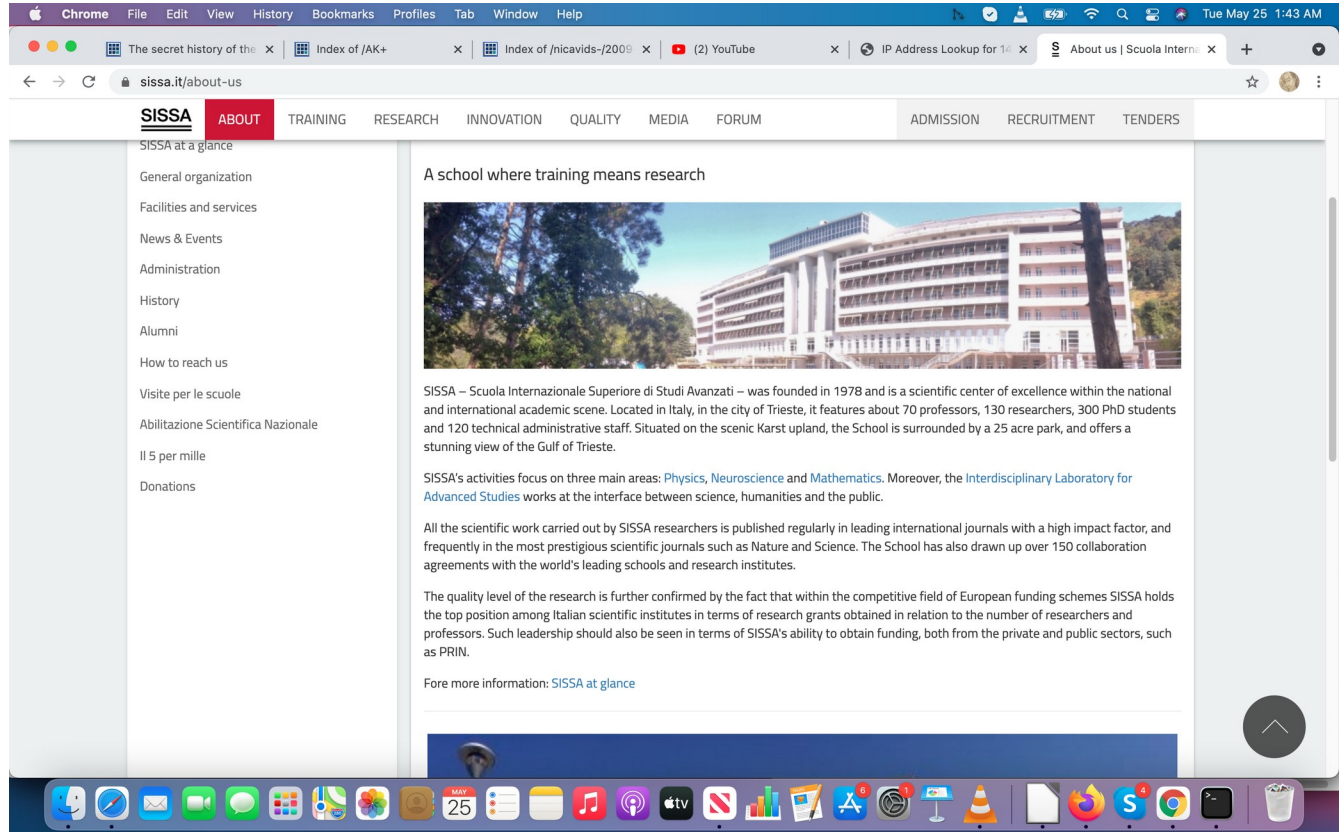 Chrome File Edit View History Bookmarks Profiles Tab Window Help Tue May 25 1:43 AM
The secret history of the Index of /AK+ Index of /nicavids-/2009 (2) YouTube IP Address Lookup for 14 About us | Scuola Interna
sissa.it/about-us
SISSA ABOUT TRAINING RESEARCH INNOVATION QUALITY MEDIA FORUM ADMISSION RECRUITMENT TENDERS
SISSA at a glance
General organization
Facilities and services
News & Events
Administration
History
Alumni
How to reach us
Visite per le scuole
Abilitazione Scientifica Nazionale
Il 5 per mille
Donations
A school where training means research
SISSA – Scuola Internazionale Superiore di Studi Avanzati – was founded in 1978 and is a scientific center of excellence within the national
and international academic scene. Located in Italy, in the city of Trieste, it features about 70 professors, 130 researchers, 300 PhD students
and 120 technical administrative staff. Situated on the scenic Karst upland, the School is surrounded by a 25 acre park, and offers a
stunning view of the Gulf of Trieste.
SISSA's activities focus on three main areas: Physics, Neuroscience and Mathematics. Moreover, the Interdisciplinary Laboratory for
Advanced Studies works at the interface between science, humanities and the public.
All the scientific work carried out by SISSA researchers is published regularly in leading international journals with a high impact factor, and
frequently in the most prestigious scientific journals such as Nature and Science. The School has also drawn up over 150 collaboration
agreements with the world's leading schools and research institutes.
The quality level of the research is further confirmed by the fact that within the competitive field of European funding schemes SISSA holds
the top position among Italian scientific institutes in terms of research grants obtained in relation to the number of researchers and
professors. Such leadership should also be seen in terms of SISSA's ability to obtain funding, both from the private and public sectors, such
as PRIN.
Fore more information: SISSA at glance
MAY
25
tv
6
1
4